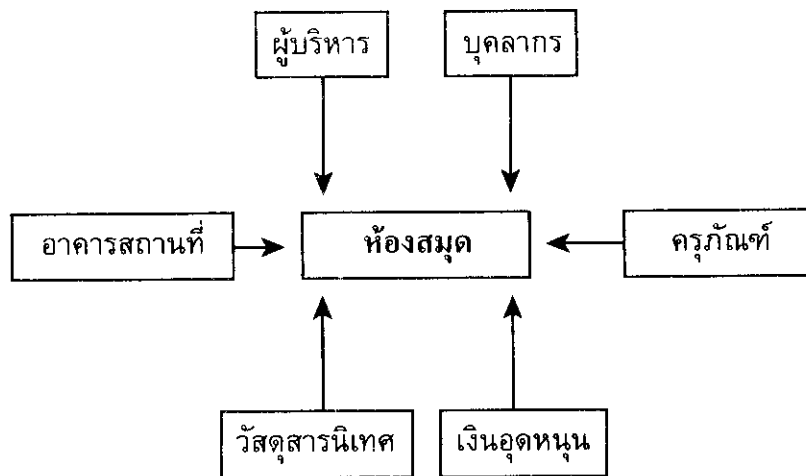 ผู้บริหาร
บุคลากร
อาคารสถานที่
ห้องสมุด
ครุภัณฑ์
วัสดุสารนิเทศ
เงินอุดหนุน